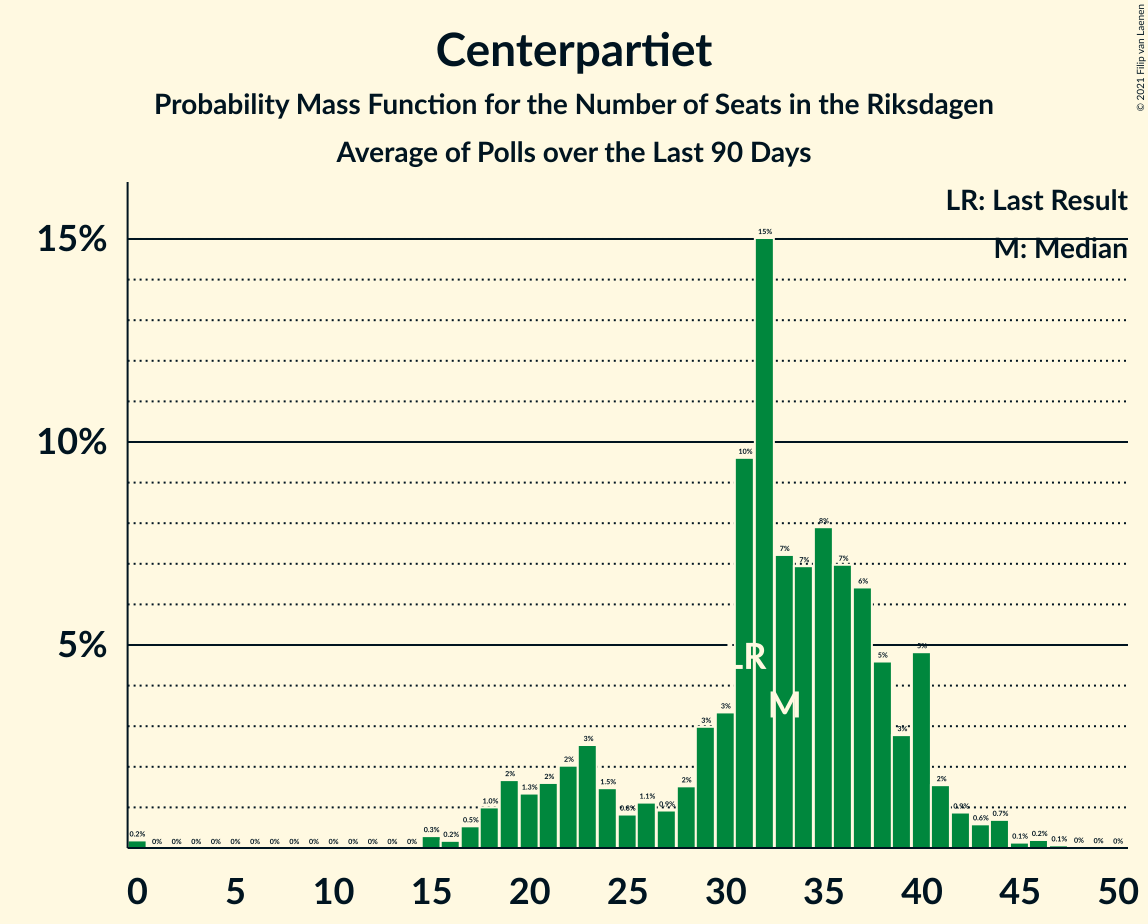 Centerpartiet
Probability Mass Function for the Number of Seats in the Riksdagen
Average of Polls over the Last 90 Days
© 2021 Filip van Laenen
LR: Last Result
M: Median
15%
10%
5%
0.2% 0% 0% 0% 0% 0% 0% 0% 0% 0% 0% 0% 0% 0% 0% 0.3% 0.2% 0.5% 1.0% 2% 1.3% 2% 2% 3% 1.5% 0.8% 1.1% 0.9% 2% 3% 3% 10% 15% 7% 7% 8% 7% 6% 5% 3% 5% 2% 0.9% 0.6% 0.7% 0.1% 0.2% 0.1% 0% 0% 0%
LR
M
0 5 10 15 20 25 30 35 40 45 50